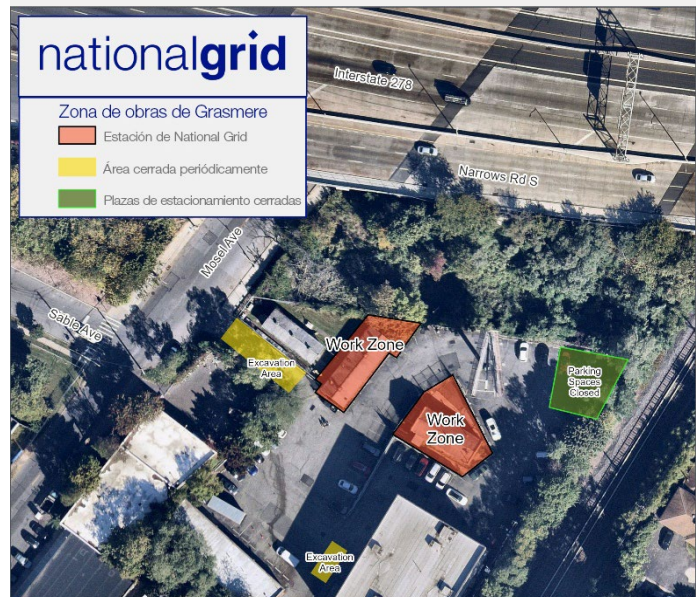 nationalgrid
Zona de obras de Grasmere
Estación de National Grid
Área cerrada periódicamente
Plazas de estacionamiento cerradas
Interstate 278
Narrows Rd S
Mosel Ave
Sable Ave
Work Zone
Excavation
Area
Parking
Spaces
Closed
Work
Zone
Excavation
Area